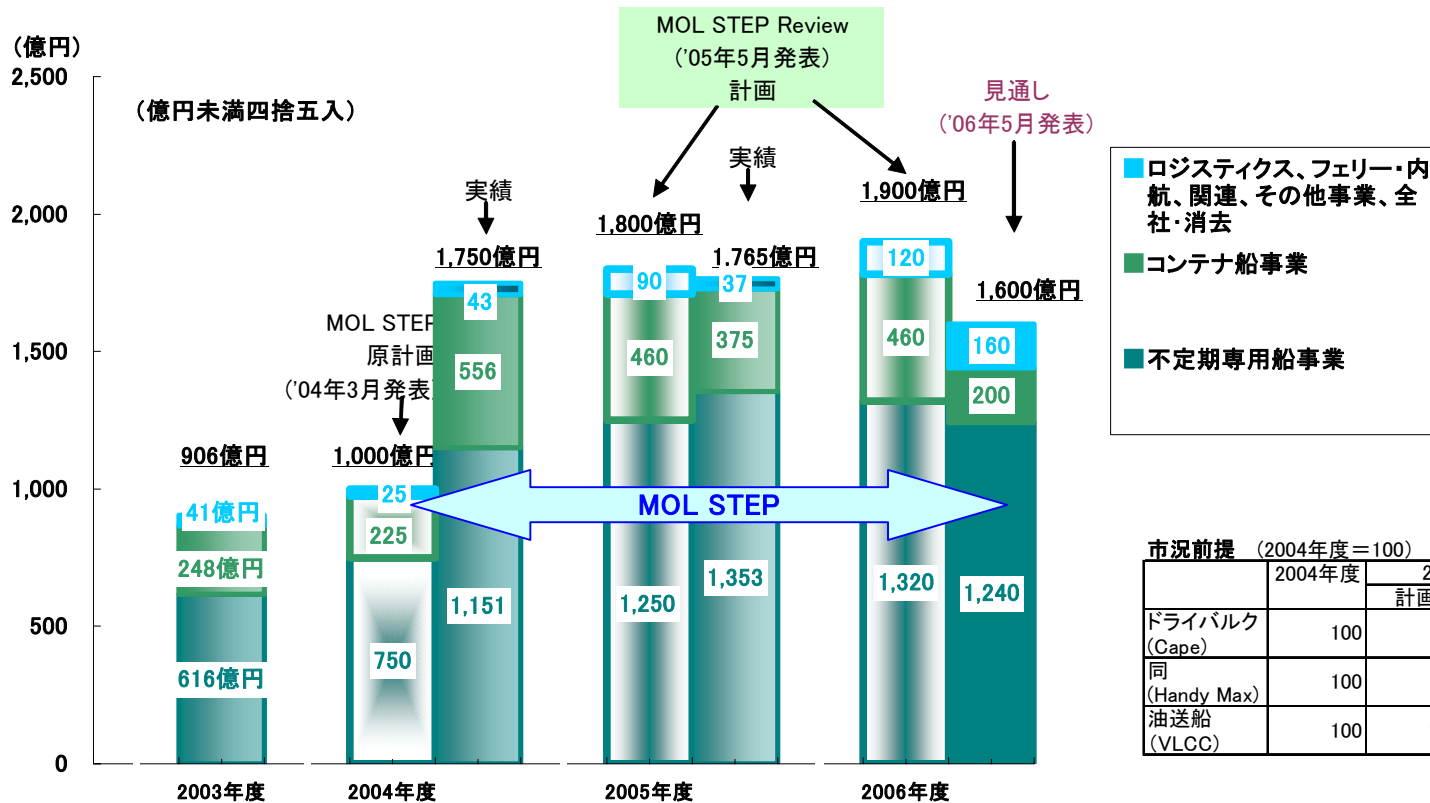 (億円)
2,500
2,000
1,500
1,000
500
0
(億円未満四捨五入)
MOL STEP Review
('05年5月発表)
計画
見通し
('06年5月発表)
実績
実績
1,900億円
1,800億円
1,750億円
1.765億円
1,600億円
MOL STEP
原計画
('04年3月発表)
906億円
1,000億円
41億円
248億円
616億円
25
225
750
43
556
1,151
90
460
1,250
37
375
1,353
120
460
1,320
160
200
1,240
MOL STEP
2003年度
2004年度
2005年度
2006年度
ロジスティクス、フェリー・内
航、関連、その他事業、全
社・消去
コンテナ船事業
不定期専用船事業
市況前提 (2004年度=100)
2004年度 2
計画
ドライバルク
(Cape) 100
同
(Handy Max) 100
油送船
(VLCC) 100